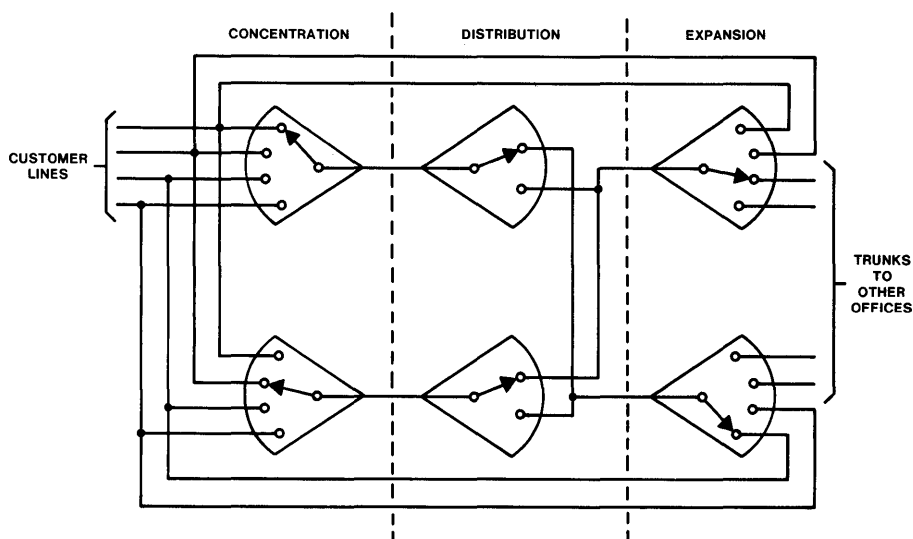 CONCENTRATION
DISTRIBUTION
EXPANSION
CUSTOMER
LINES
TRUNKS
TO
OTHER
OFFICES